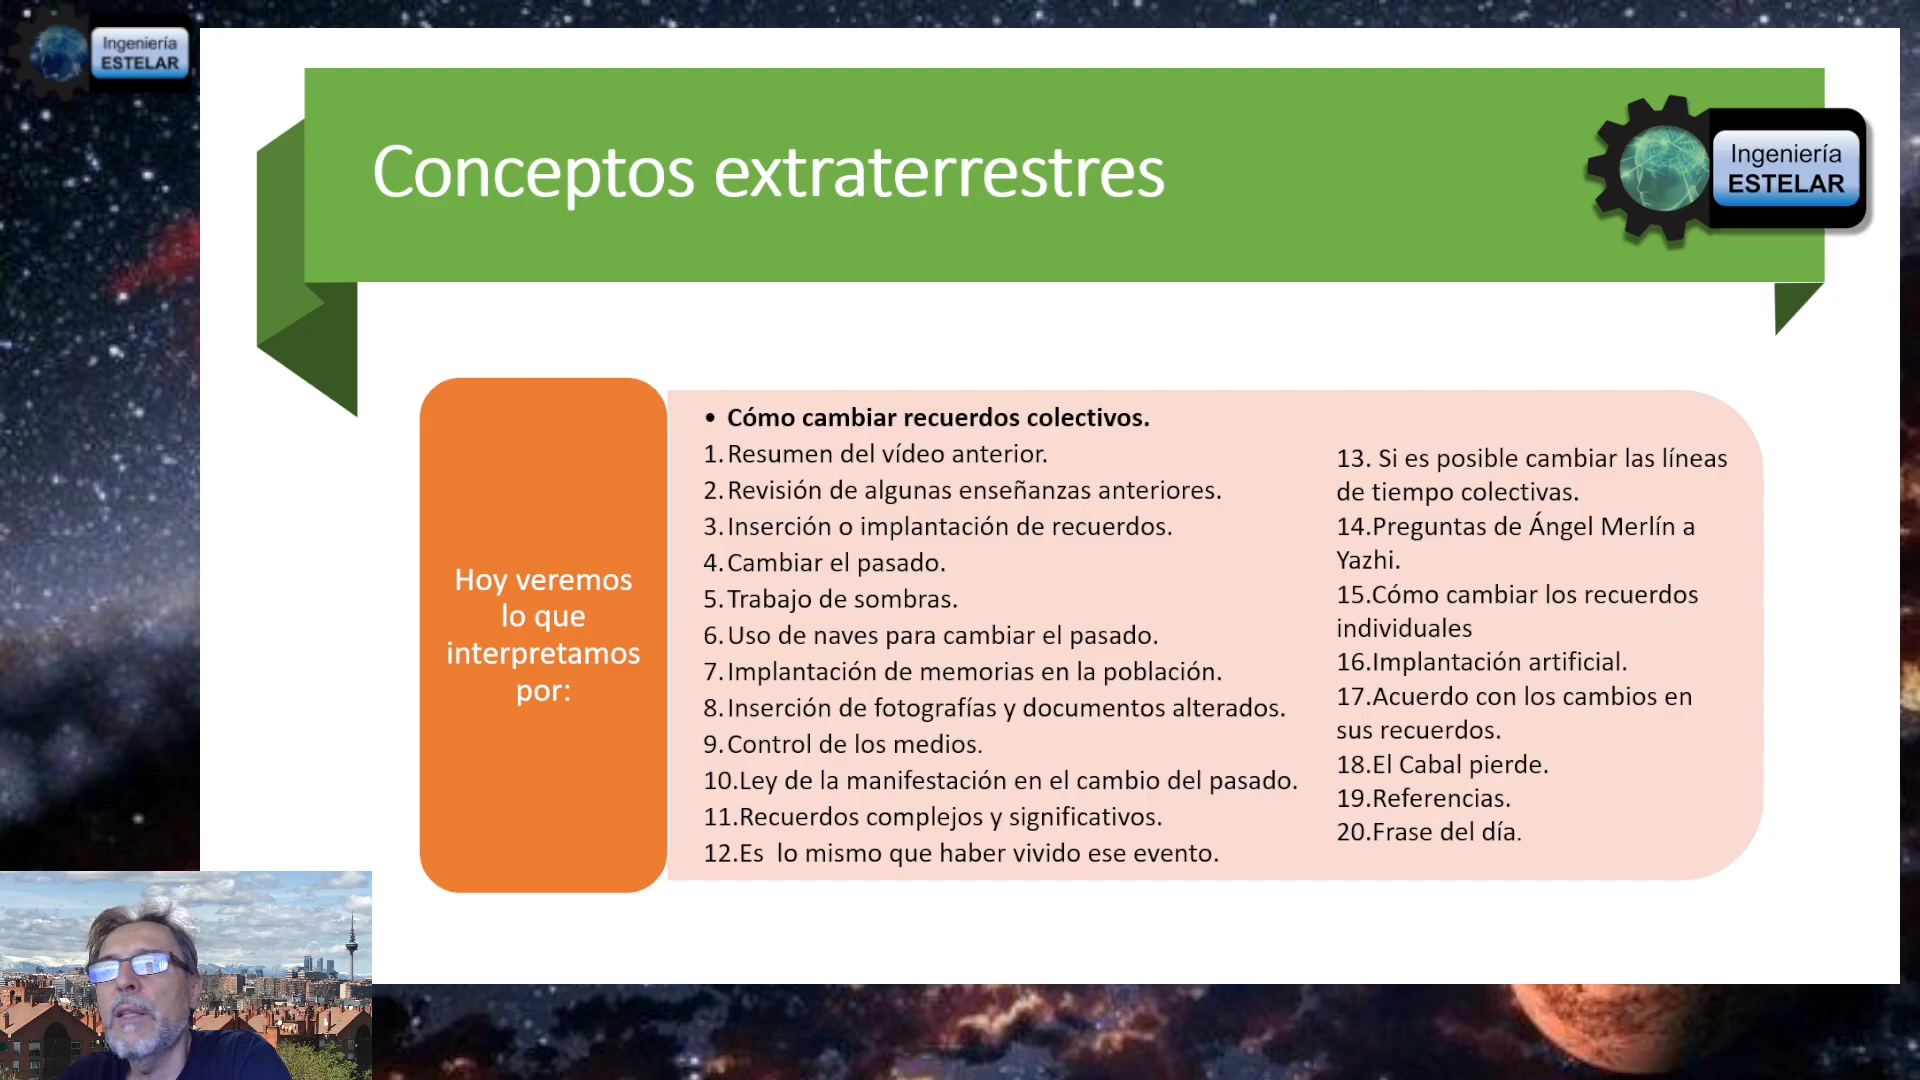 Ingeniería
ESTELAR
Conceptos extraterrestres
Ingeniería
ESTELAR
Hoy veremos
lo que
interpretamos
por:
• Cómo cambiar recuerdos colectivos.
1. Resumen del vídeo anterior.
2. Revisión de algunas enseñanzas anteriores.
3. Inserción o implantación de recuerdos.
4. Cambiar el pasado.
5. Trabajo de sombras.
6. Uso de naves para cambiar el pasado.
7. Implantación de memorias en la población.
8. Inserción de fotografías y documentos alterados.
9. Control de los medios.
10.Ley de la manifestación en el cambio del pasado.
11.Recuerdos complejos y significativos.
12.Es  lo mismo que haber vivido ese evento.
13. Si es posible cambiar las líneas
de tiempo colectivas.
14.Preguntas de Ángel Merlín a
Yazhi.
15.Cómo cambiar los recuerdos
individuales
16.Implantación artificial.
17.Acuerdo con los cambios en
sus recuerdos.
18.El Cabal pierde.
19.Referencias.
20.Frase del día.